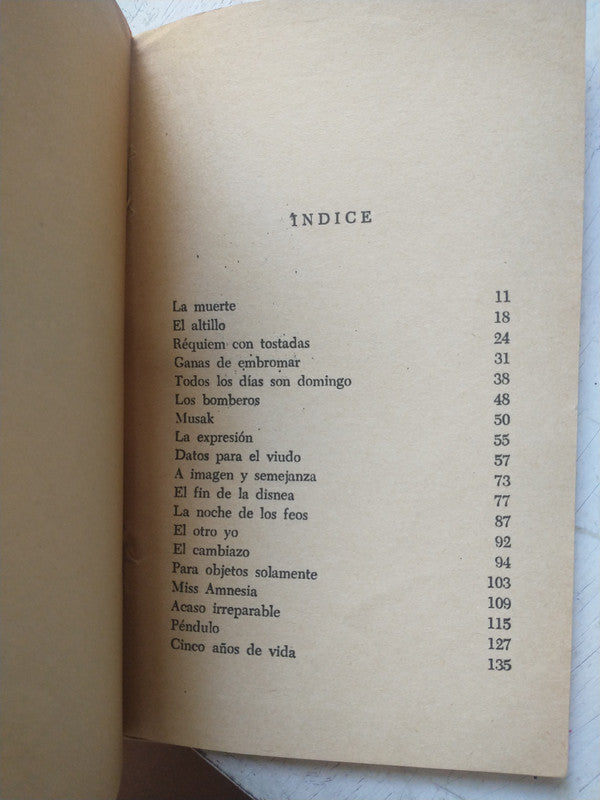 ÍNDICE
La muerte 11
El altillo 18
Réquiem con tostadas 24
Ganas de embromar 31
Todos los días son domingo 38
Los bomberos 48
Musak 50
La expresión 55
Datos para el viudo 57
A imagen y semejanza 73
El fin de la disnea 77
La noche de los feos 87
El otro yo 92
El cambiazo 94
Para objetos solamente 103
Miss Amnesia 109
Acaso irreparable 115
Péndulo 127
Cinco años de vida 135